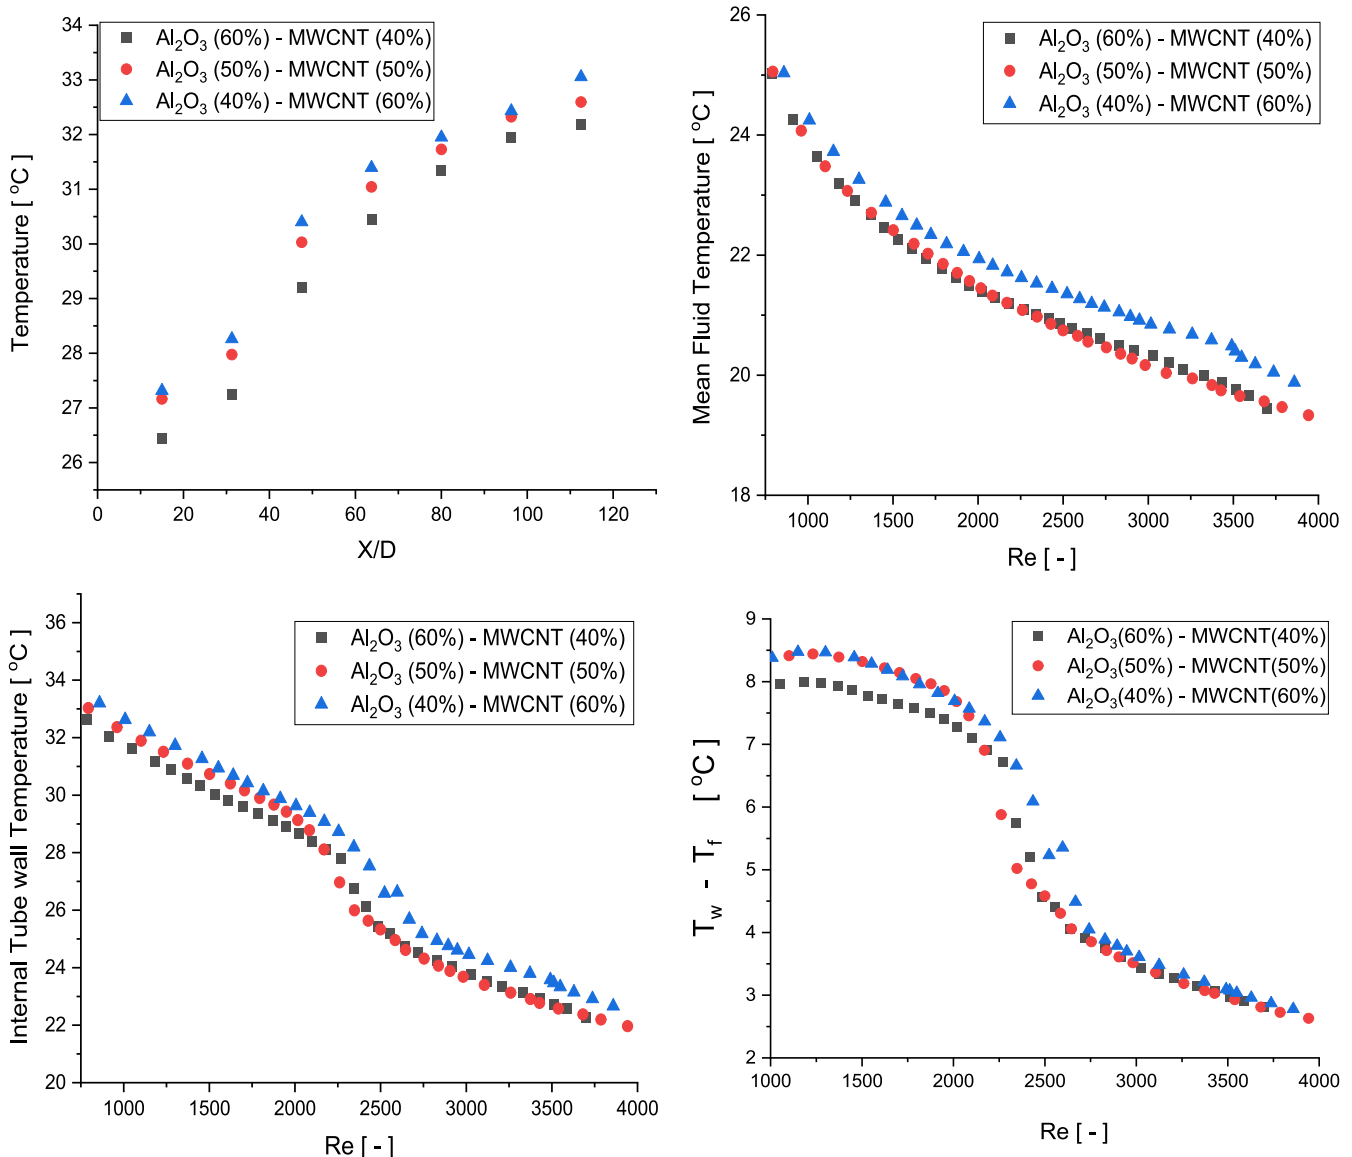 34
33
32
31
30
29
28
27
26
0
20
40
60
80
100
120
Temperature [ °C ]
X/D
Al₂O₃ (60%) - MWCNT (40%)
Al₂O₃ (50%) - MWCNT (50%)
Al₂O₃ (40%) - MWCNT (60%)
26
24
22
20
18
1000
1500
2000
2500
3000
3500
4000
Mean Fluid Temperature [ °C]
Re [ - ]
Al₂O₃ (60%) - MWCNT (40%)
Al₂O₃ (50%) - MWCNT (50%)
Al₂O₃ (40%) - MWCNT (60%)
36
34
32
30
28
26
24
22
20
1000
1500
2000
2500
3000
3500
4000
Internal Tube wall Temperature [ °C ]
Re [ - ]
Al₂O₃ (60%) - MWCNT (40%)
Al₂O₃ (50%) - MWCNT (50%)
Al₂O₃ (40%) - MWCNT (60%)
9
8
7
6
5
4
3
2
1000
1500
2000
2500
3000
3500
4000
T_w - T_f [ °C ]
Re [ - ]
Al₂O₃(60%) - MWCNT(40%)
Al₂O₃(50%) - MWCNT(50%)
Al₂O₃(40%) - MWCNT(60%)